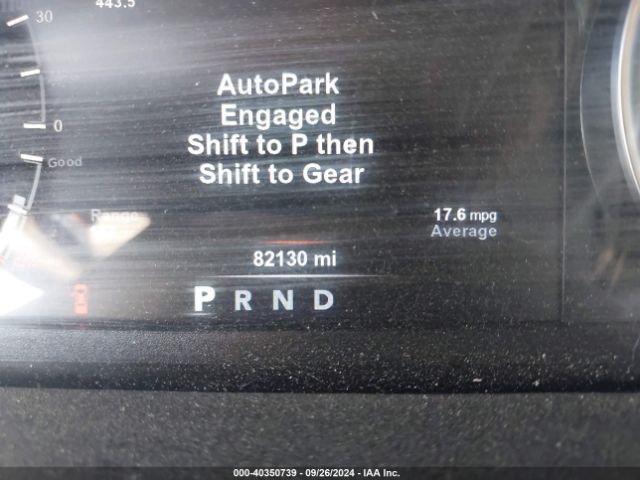 443.5
30
0
Good
AutoPark
Engaged
Shift to P then
Shift to Gear
Range
17.6 mpg
Average
82130 mi
P R N D
000-40350739 - 09/26/2024 - IAA Inc.